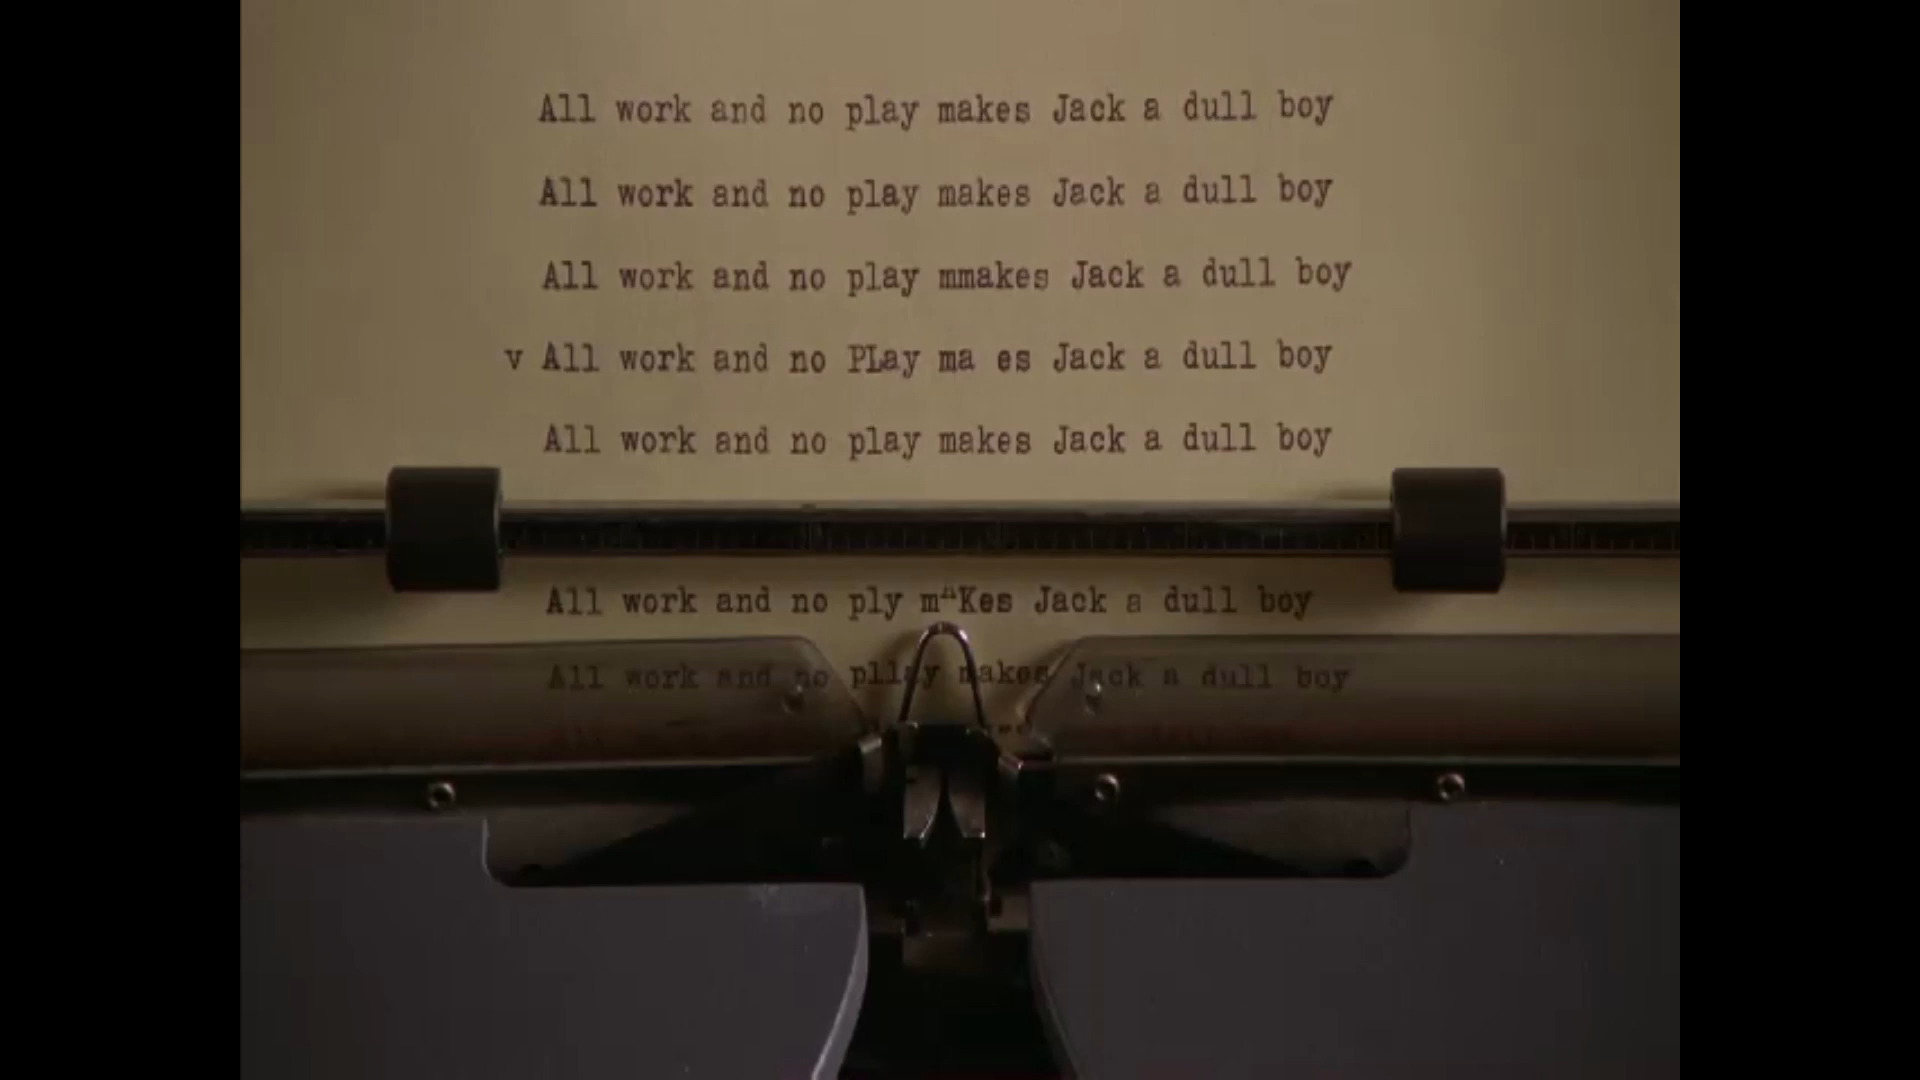 All work and no play makes Jack a dull boy
All work and no play makes Jack a dull boy
All work and no play mmakes Jack a dull boy
v All work and no PLay ma es Jack a dull boy
All work and no play makes Jack a dull boy
All work and no ply m^Kes Jack a dull boy
All work and no pllay makes Jack a dull boy